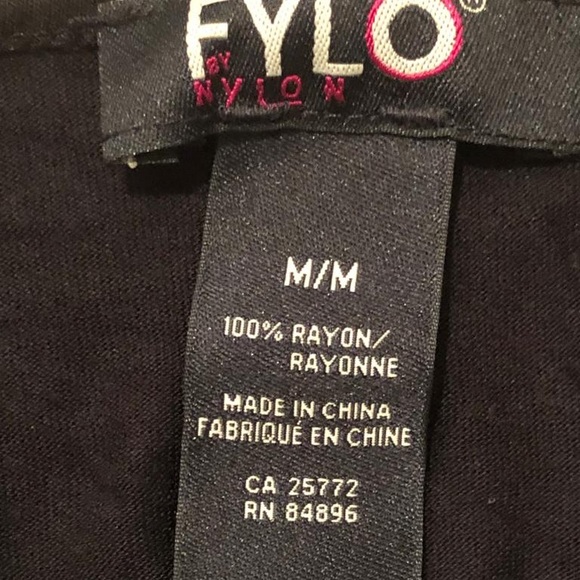 FYLO®
BY
NYLON
M/M
100% RAYON/
RAYONNE
MADE IN CHINA
FABRIQUÉ EN CHINE
CA 25772
RN 84896